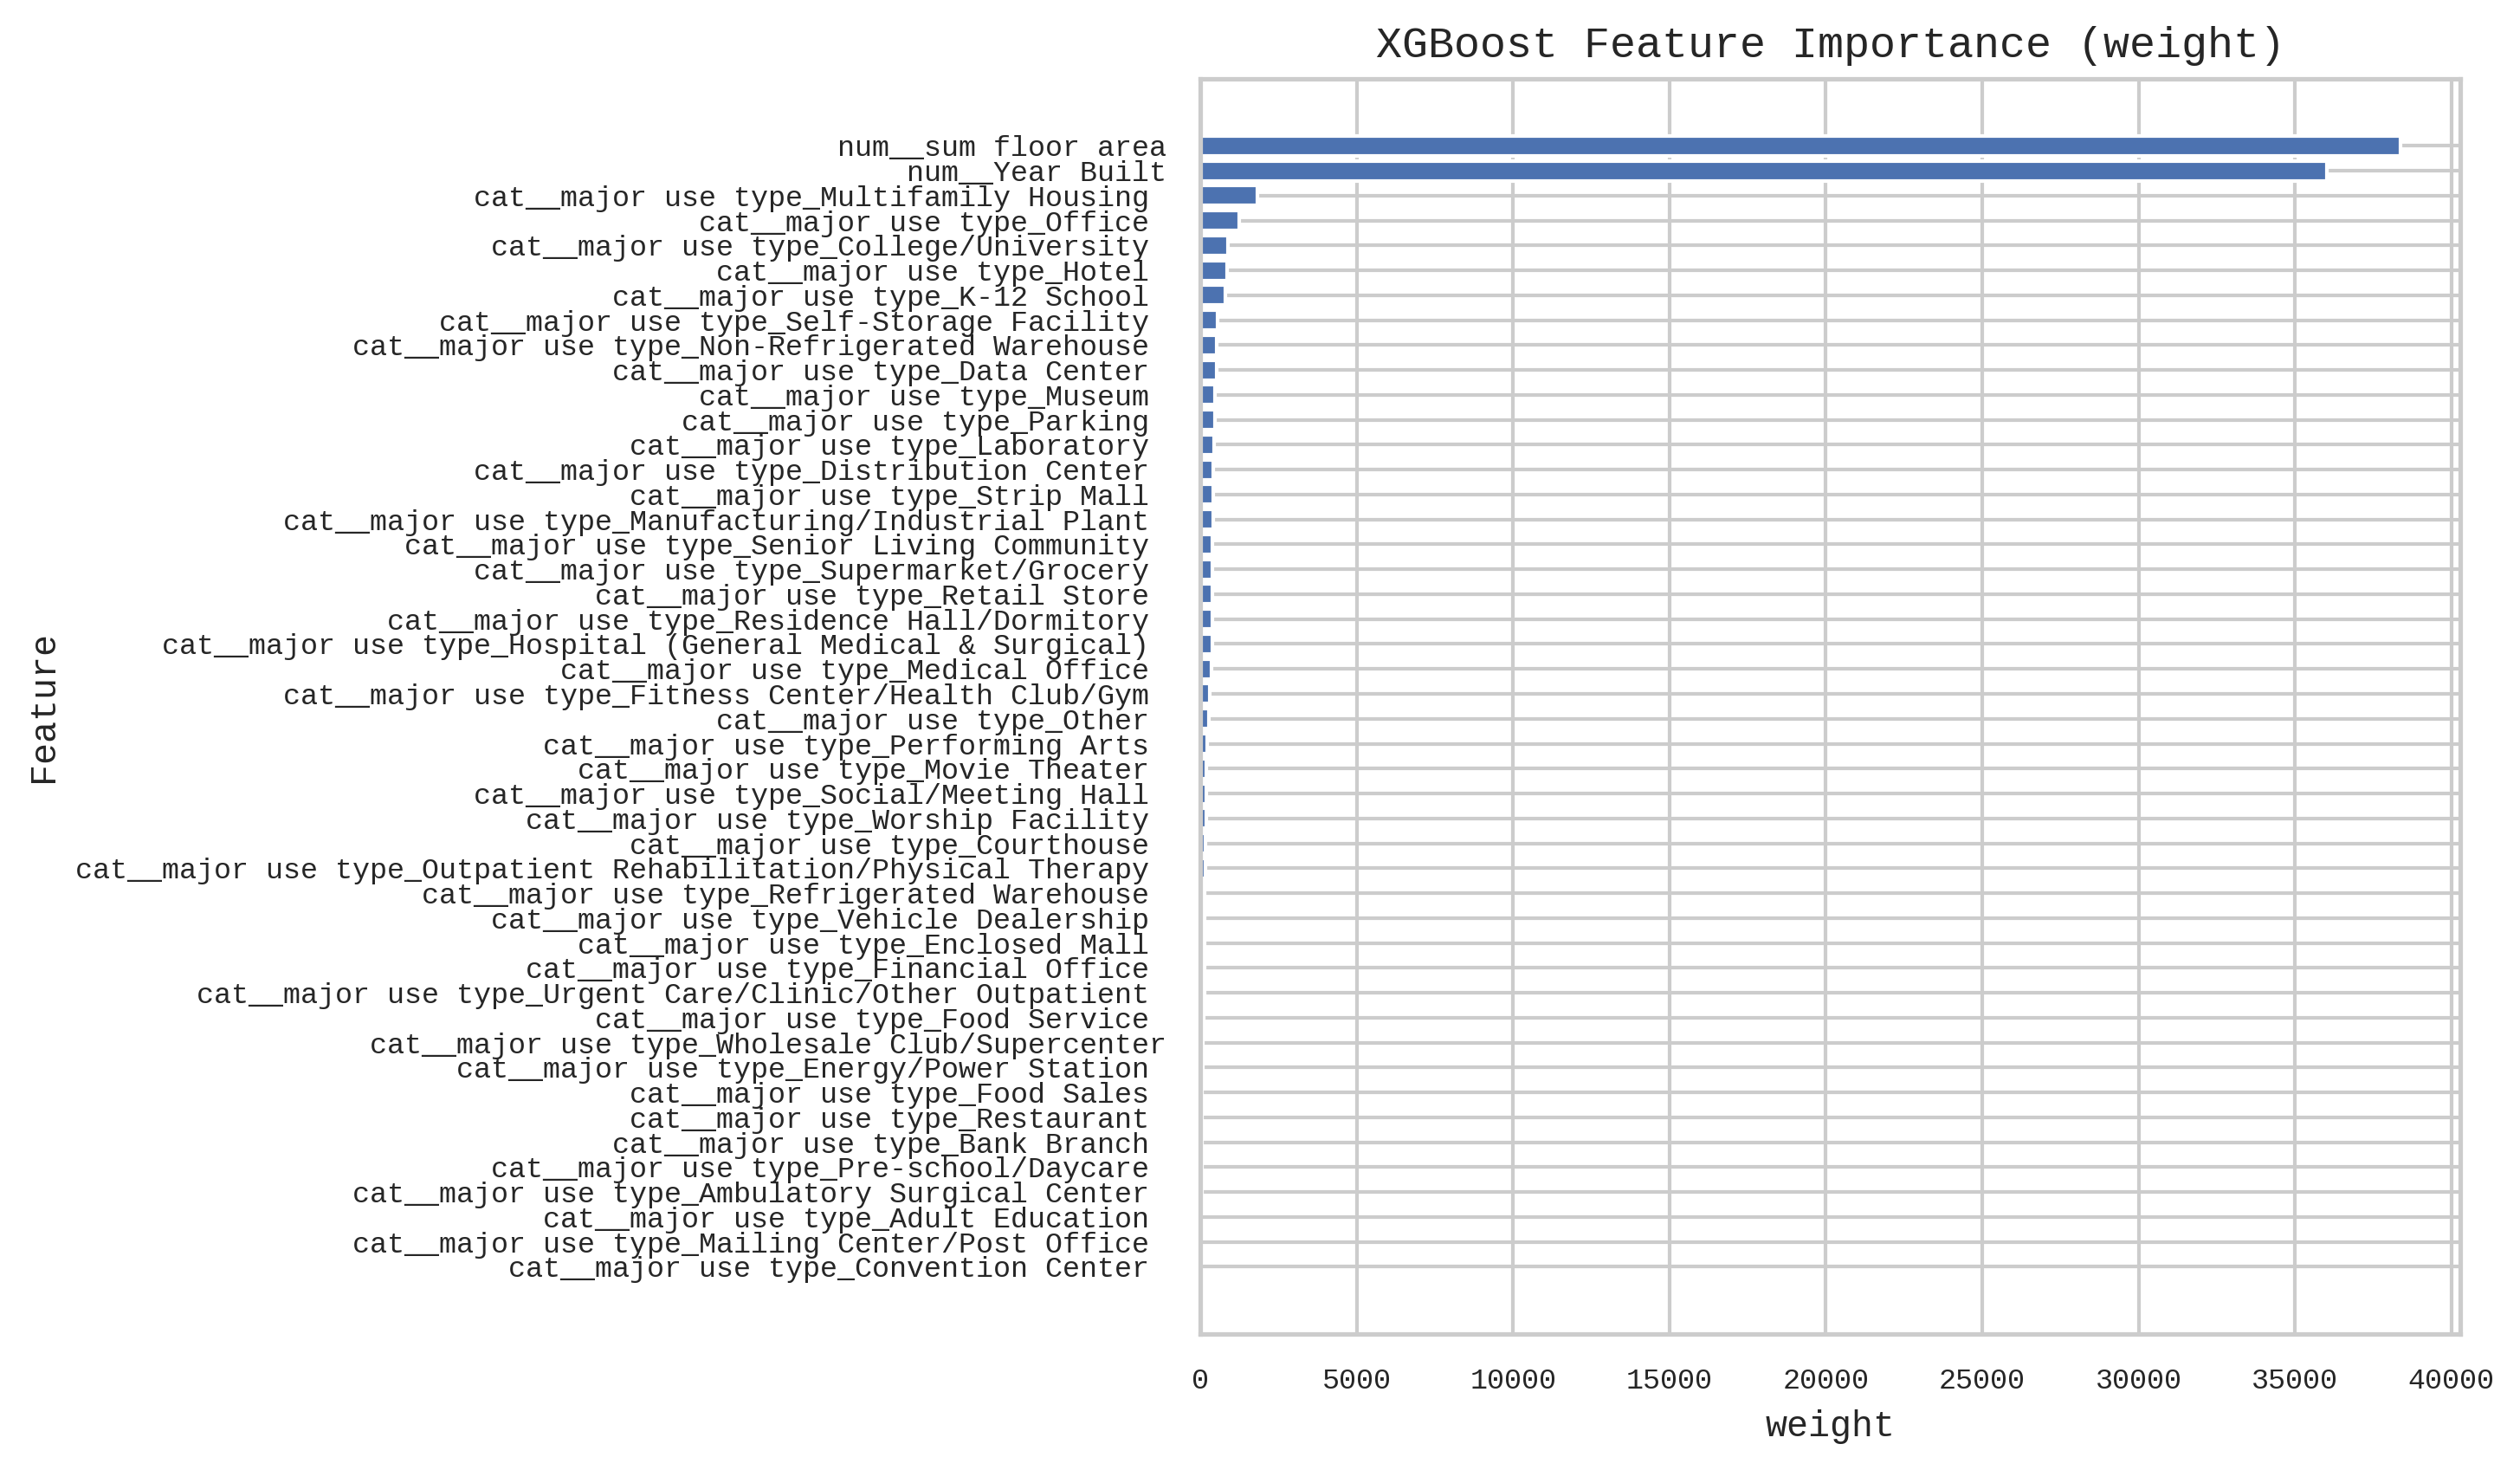 XGBoost Feature Importance (weight)
num__sum floor area
num__Year Built
cat__major use type_Multifamily Housing
cat__major use type_Office
cat__major use type_College/University
cat__major use type_Hotel
cat__major use type_K-12 School
cat__major use type_Self-Storage Facility
cat__major use type_Non-Refrigerated Warehouse
cat__major use type_Data Center
cat__major use type_Museum
cat__major use type_Parking
cat__major use type_Laboratory
cat__major use type_Distribution Center
cat__major use type_Strip Mall
cat__major use type_Manufacturing/Industrial Plant
cat__major use type_Senior Living Community
cat__major use type_Supermarket/Grocery
cat__major use type_Retail Store
cat__major use type_Residence Hall/Dormitory
cat__major use type_Hospital (General Medical & Surgical)
cat__major use type_Medical Office
cat__major use type_Fitness Center/Health Club/Gym
cat__major use type_Other
cat__major use type_Performing Arts
cat__major use type_Movie Theater
cat__major use type_Social/Meeting Hall
cat__major use type_Worship Facility
cat__major use type_Courthouse
cat__major use type_Outpatient Rehabilitation/Physical Therapy
cat__major use type_Refrigerated Warehouse
cat__major use type_Vehicle Dealership
cat__major use type_Enclosed Mall
cat__major use type_Financial Office
cat__major use type_Urgent Care/Clinic/Other Outpatient
cat__major use type_Food Service
cat__major use type_Wholesale Club/Supercenter
cat__major use type_Energy/Power Station
cat__major use type_Food Sales
cat__major use type_Restaurant
cat__major use type_Bank Branch
cat__major use type_Pre-school/Daycare
cat__major use type_Ambulatory Surgical Center
cat__major use type_Adult Education
cat__major use type_Mailing Center/Post Office
cat__major use type_Convention Center
Feature
0 5000 10000 15000 20000 25000 30000 35000 40000
weight